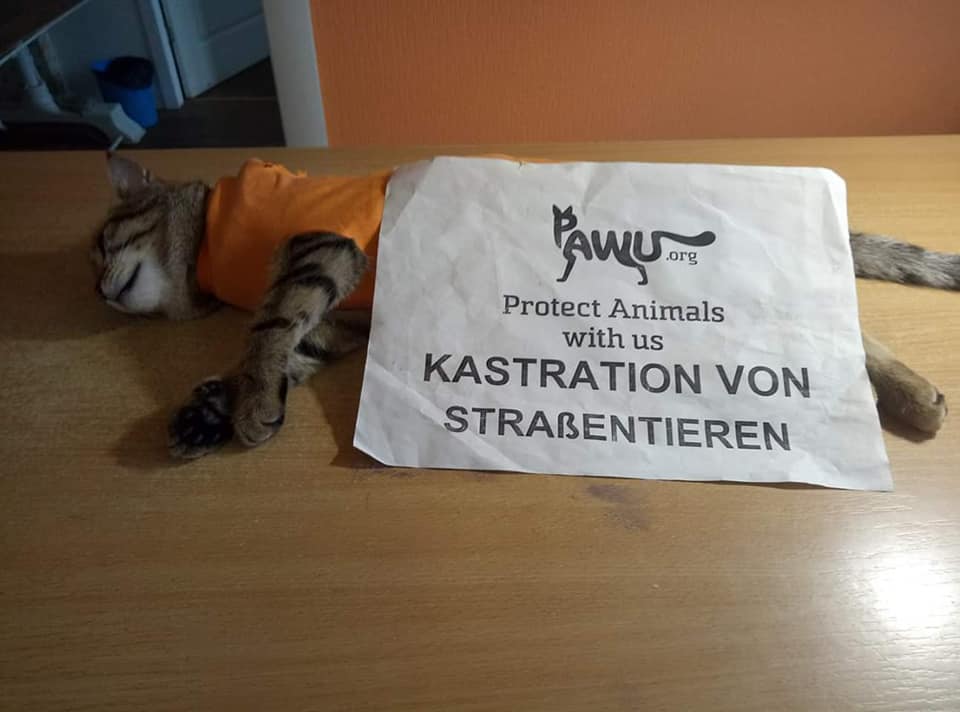 PAWU.org
Protect Animals
with us
KASTRATION VON
STRAßENTIEREN